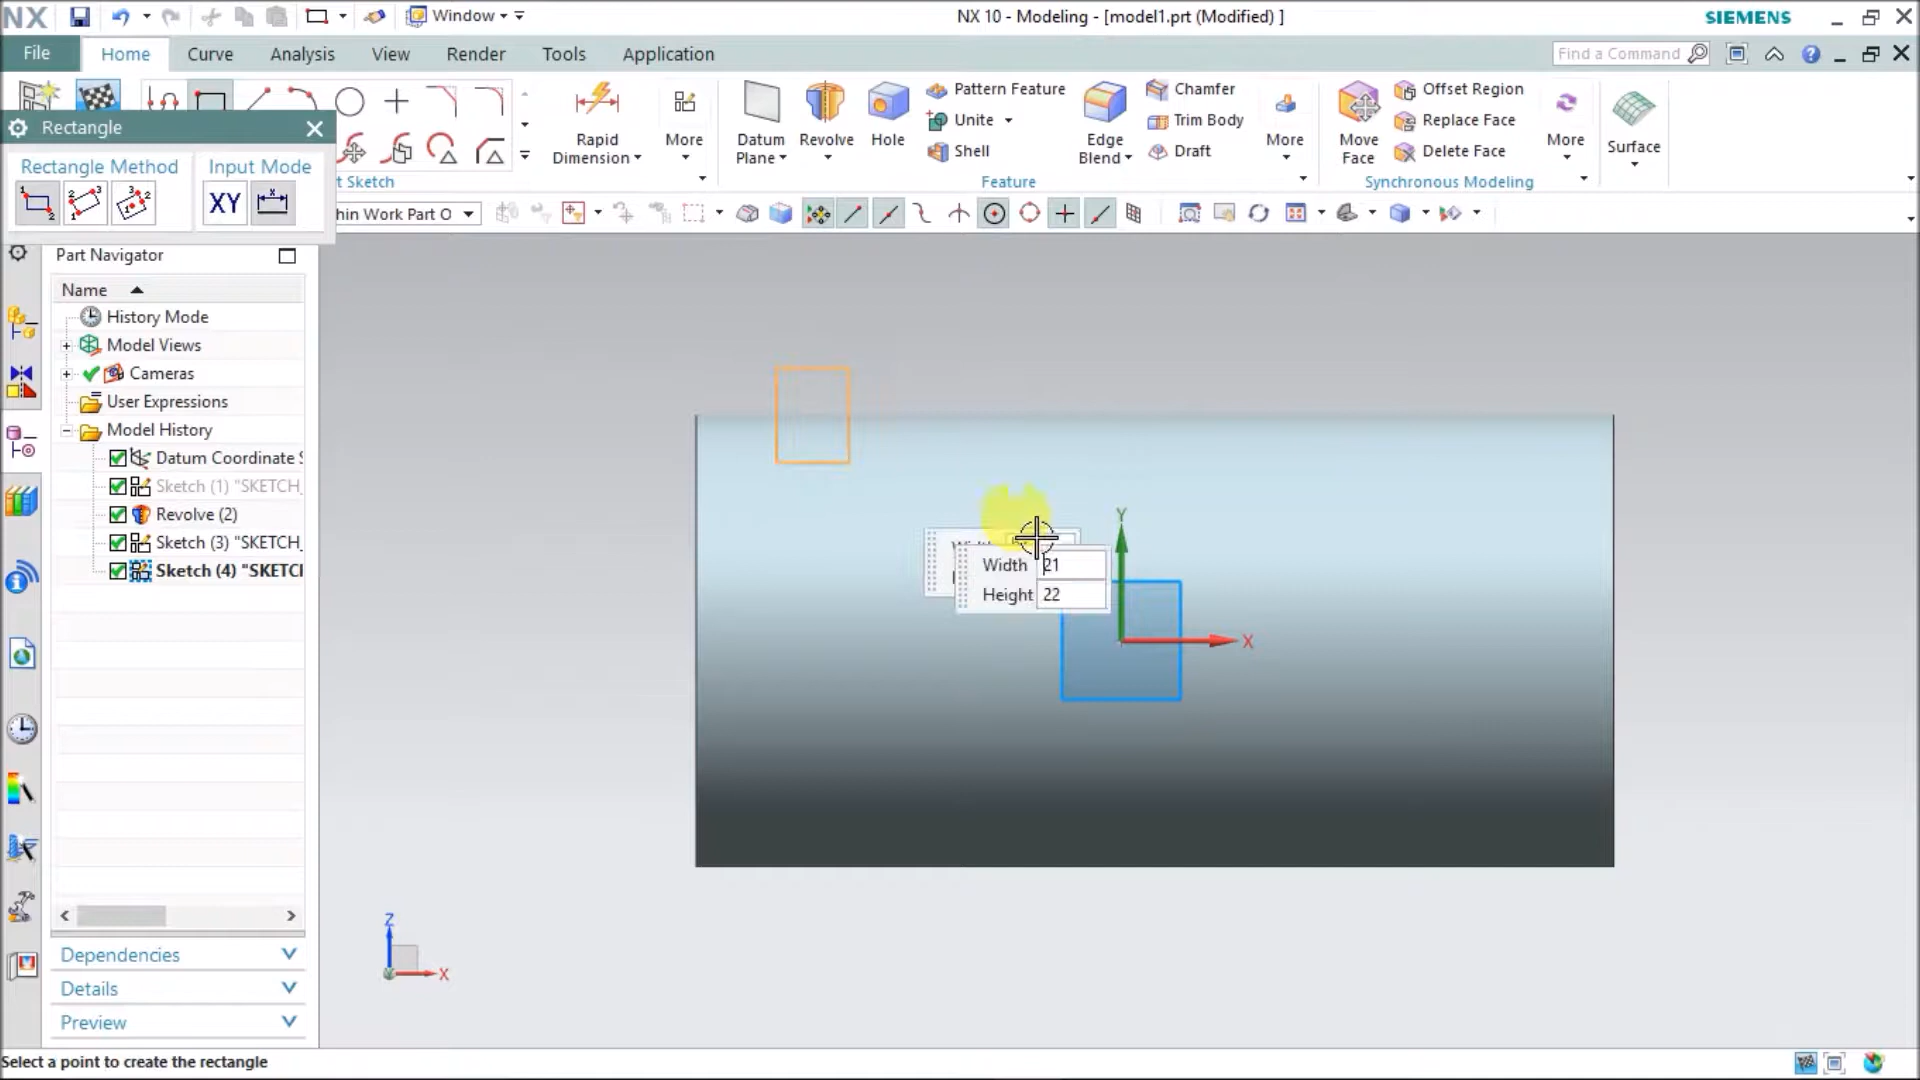 NX
Window
NX 10 - Modeling - [model1.prt (Modified) ]
SIEMENS
File
Home
Curve
Analysis
View
Render
Tools
Application
Find a Command
Rectangle
Rectangle Method
Input Mode
XY
Rapid
Dimension
More
t Sketch
Datum
Plane
Revolve
Hole
Pattern Feature
Unite
Shell
Edge
Blend
Chamfer
Trim Body
Draft
More
Feature
Move
Face
Offset Region
Replace Face
Delete Face
More
Synchronous Modeling
Surface
hin Work Part O
Part Navigator
Name
History Mode
Model Views
Cameras
User Expressions
Model History
Datum Coordinate S
Sketch (1) "SKETCH_
Revolve (2)
Sketch (3) "SKETCH_
Sketch (4) "SKETCH
Dependencies
Details
Preview
Width 21
Height 22
Y
X
Z
X
Select a point to create the rectangle